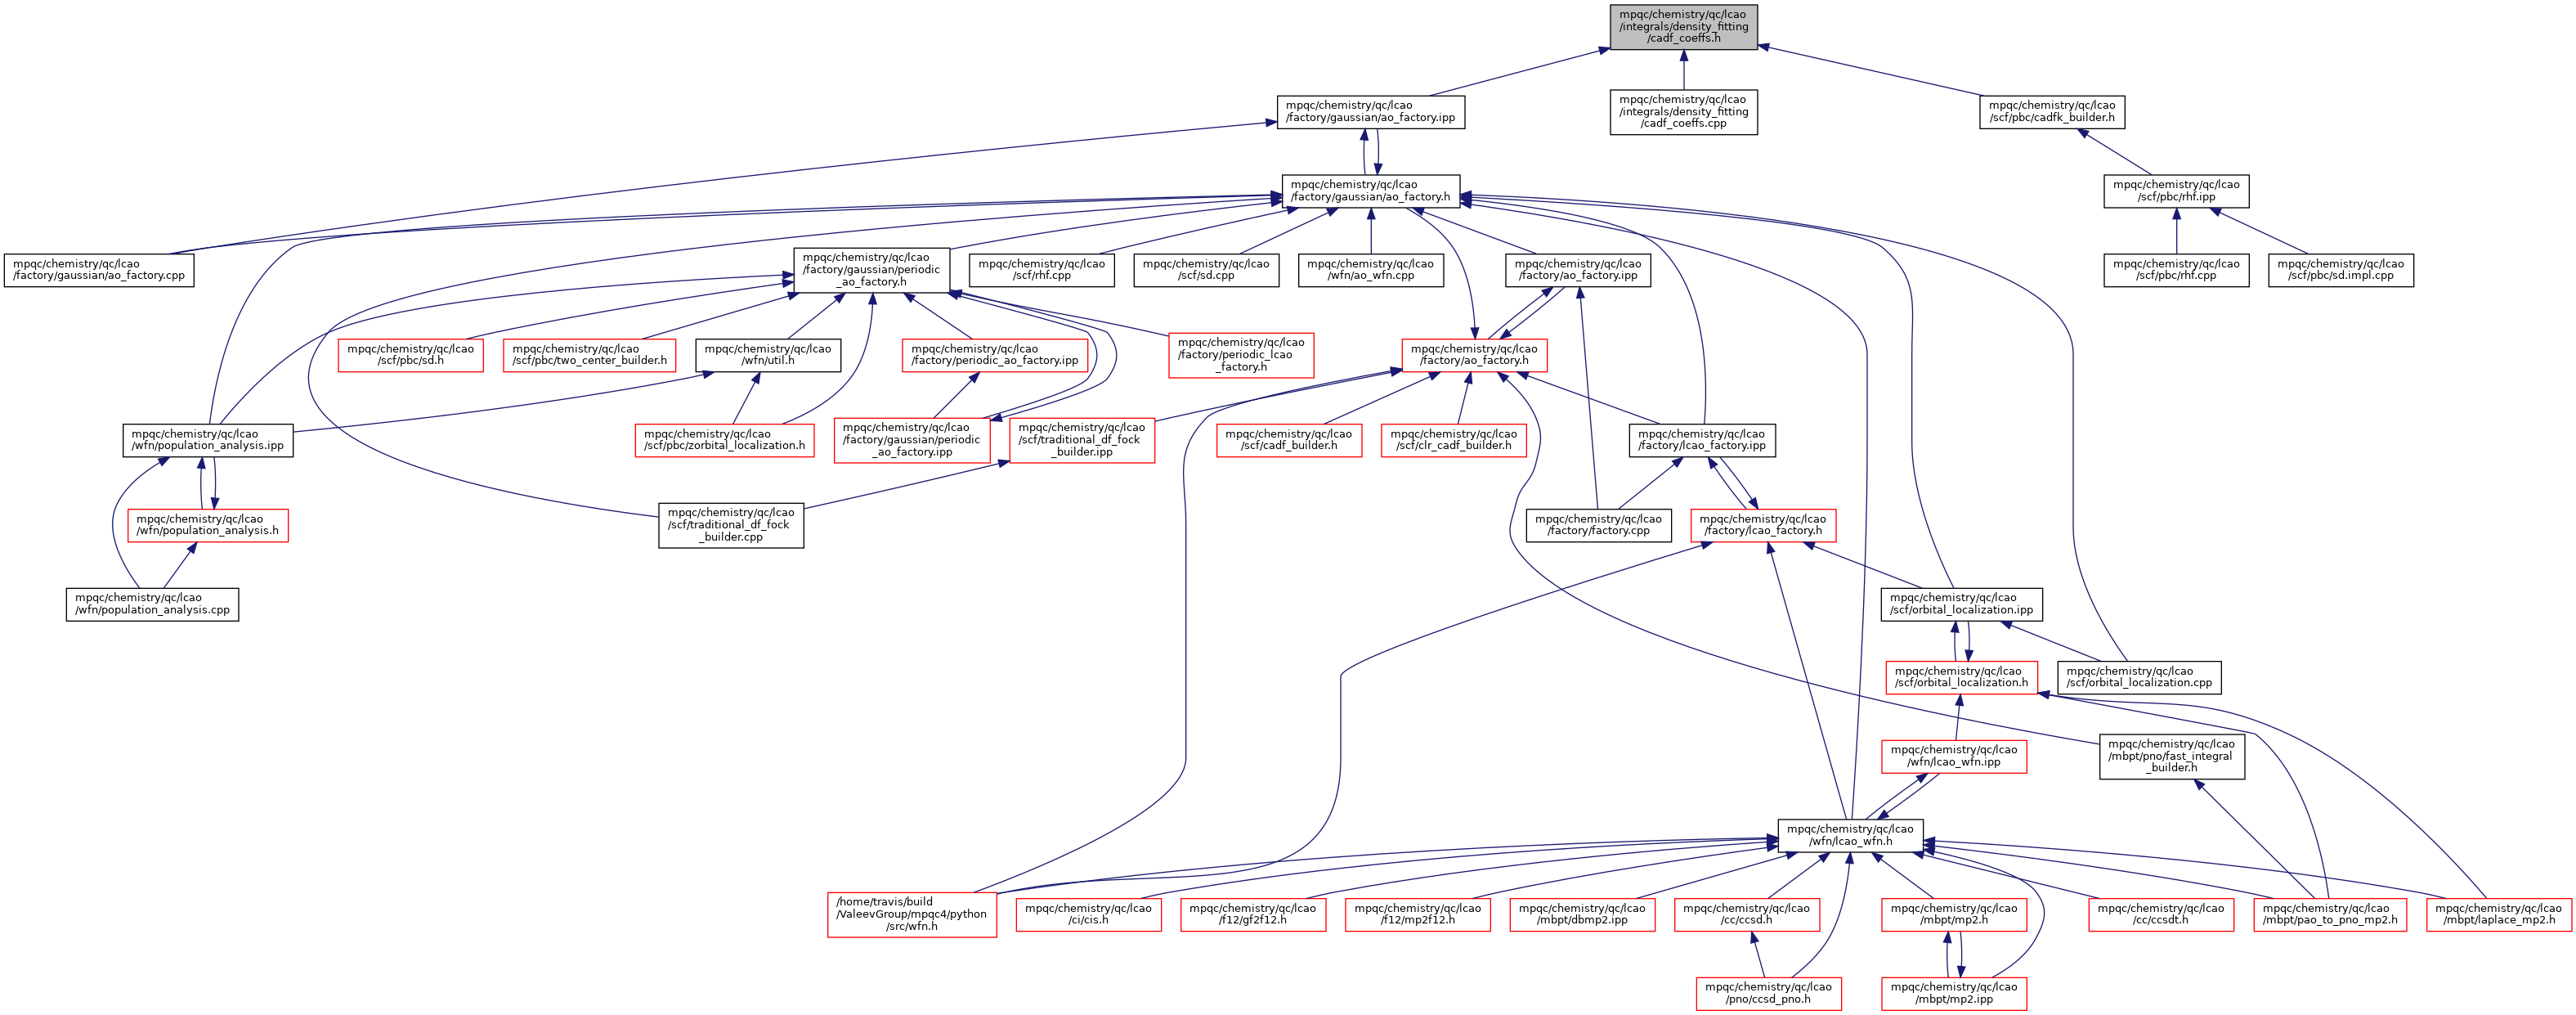 mpqc/chemistry/qc/lcao
/integrals/density_fitting
/cadf_coeffs.h
mpqc/chemistry/qc/lcao
/factory/gaussian/ao_factory.ipp
mpqc/chemistry/qc/lcao
/integrals/density_fitting
/cadf_coeffs.cpp
mpqc/chemistry/qc/lcao
/scf/pbc/cadfk_builder.h
mpqc/chemistry/qc/lcao
/factory/gaussian/ao_factory.h
mpqc/chemistry/qc/lcao
/scf/pbc/rhf.ipp
mpqc/chemistry/qc/lcao
/factory/gaussian/ao_factory.cpp
mpqc/chemistry/qc/lcao
/factory/gaussian/periodic
_ao_factory.h
mpqc/chemistry/qc/lcao
/scf/rhf.cpp
mpqc/chemistry/qc/lcao
/scf/sd.cpp
mpqc/chemistry/qc/lcao
/wfn/ao_wfn.cpp
mpqc/chemistry/qc/lcao
/factory/ao_factory.ipp
mpqc/chemistry/qc/lcao
/scf/pbc/rhf.cpp
mpqc/chemistry/qc/lcao
/scf/pbc/sd.impl.cpp
mpqc/chemistry/qc/lcao
/scf/pbc/sd.h
mpqc/chemistry/qc/lcao
/scf/pbc/two_center_builder.h
mpqc/chemistry/qc/lcao
/wfn/util.h
mpqc/chemistry/qc/lcao
/factory/periodic_ao_factory.ipp
mpqc/chemistry/qc/lcao
/factory/periodic_lcao
_factory.h
mpqc/chemistry/qc/lcao
/factory/ao_factory.h
mpqc/chemistry/qc/lcao
/wfn/population_analysis.ipp
mpqc/chemistry/qc/lcao
/scf/pbc/zorbital_localization.h
mpqc/chemistry/qc/lcao
/factory/gaussian/periodic
_ao_factory.ipp
mpqc/chemistry/qc/lcao
/scf/traditional_df_fock
_builder.ipp
mpqc/chemistry/qc/lcao
/scf/cadf_builder.h
mpqc/chemistry/qc/lcao
/scf/clr_cadf_builder.h
mpqc/chemistry/qc/lcao
/factory/lcao_factory.ipp
mpqc/chemistry/qc/lcao
/wfn/population_analysis.h
mpqc/chemistry/qc/lcao
/scf/traditional_df_fock
_builder.cpp
mpqc/chemistry/qc/lcao
/factory/factory.cpp
mpqc/chemistry/qc/lcao
/factory/lcao_factory.h
mpqc/chemistry/qc/lcao
/wfn/population_analysis.cpp
mpqc/chemistry/qc/lcao
/scf/orbital_localization.ipp
mpqc/chemistry/qc/lcao
/scf/orbital_localization.h
mpqc/chemistry/qc/lcao
/scf/orbital_localization.cpp
mpqc/chemistry/qc/lcao
/wfn/lcao_wfn.ipp
mpqc/chemistry/qc/lcao
/mbpt/pno/fast_integral
_builder.h
mpqc/chemistry/qc/lcao
/wfn/lcao_wfn.h
/home/travis/build
/ValeevGroup/mpqc4/python
/src/wfn.h
mpqc/chemistry/qc/lcao
/ci/cis.h
mpqc/chemistry/qc/lcao
/f12/gf2f12.h
mpqc/chemistry/qc/lcao
/f12/mp2f12.h
mpqc/chemistry/qc/lcao
/mbpt/dbmp2.ipp
mpqc/chemistry/qc/lcao
/cc/ccsd.h
mpqc/chemistry/qc/lcao
/mbpt/mp2.h
mpqc/chemistry/qc/lcao
/cc/ccsdt.h
mpqc/chemistry/qc/lcao
/mbpt/pao_to_pno_mp2.h
mpqc/chemistry/qc/lcao
/mbpt/laplace_mp2.h
mpqc/chemistry/qc/lcao
/pno/ccsd_pno.h
mpqc/chemistry/qc/lcao
/mbpt/mp2.ipp